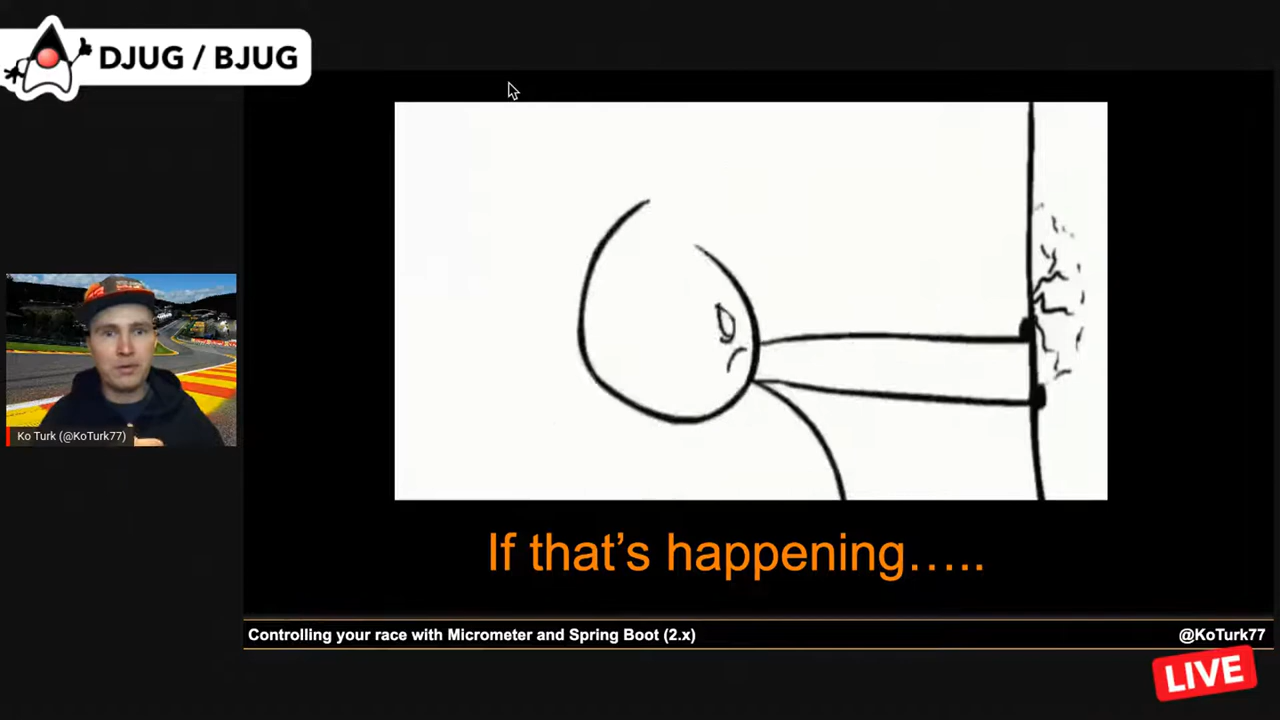 DJUG / BJUG
Ko Turk (@KoTurk77)
If that’s happening…..
Controlling your race with Micrometer and Spring Boot (2.x)
@KoTurk77
LIVE